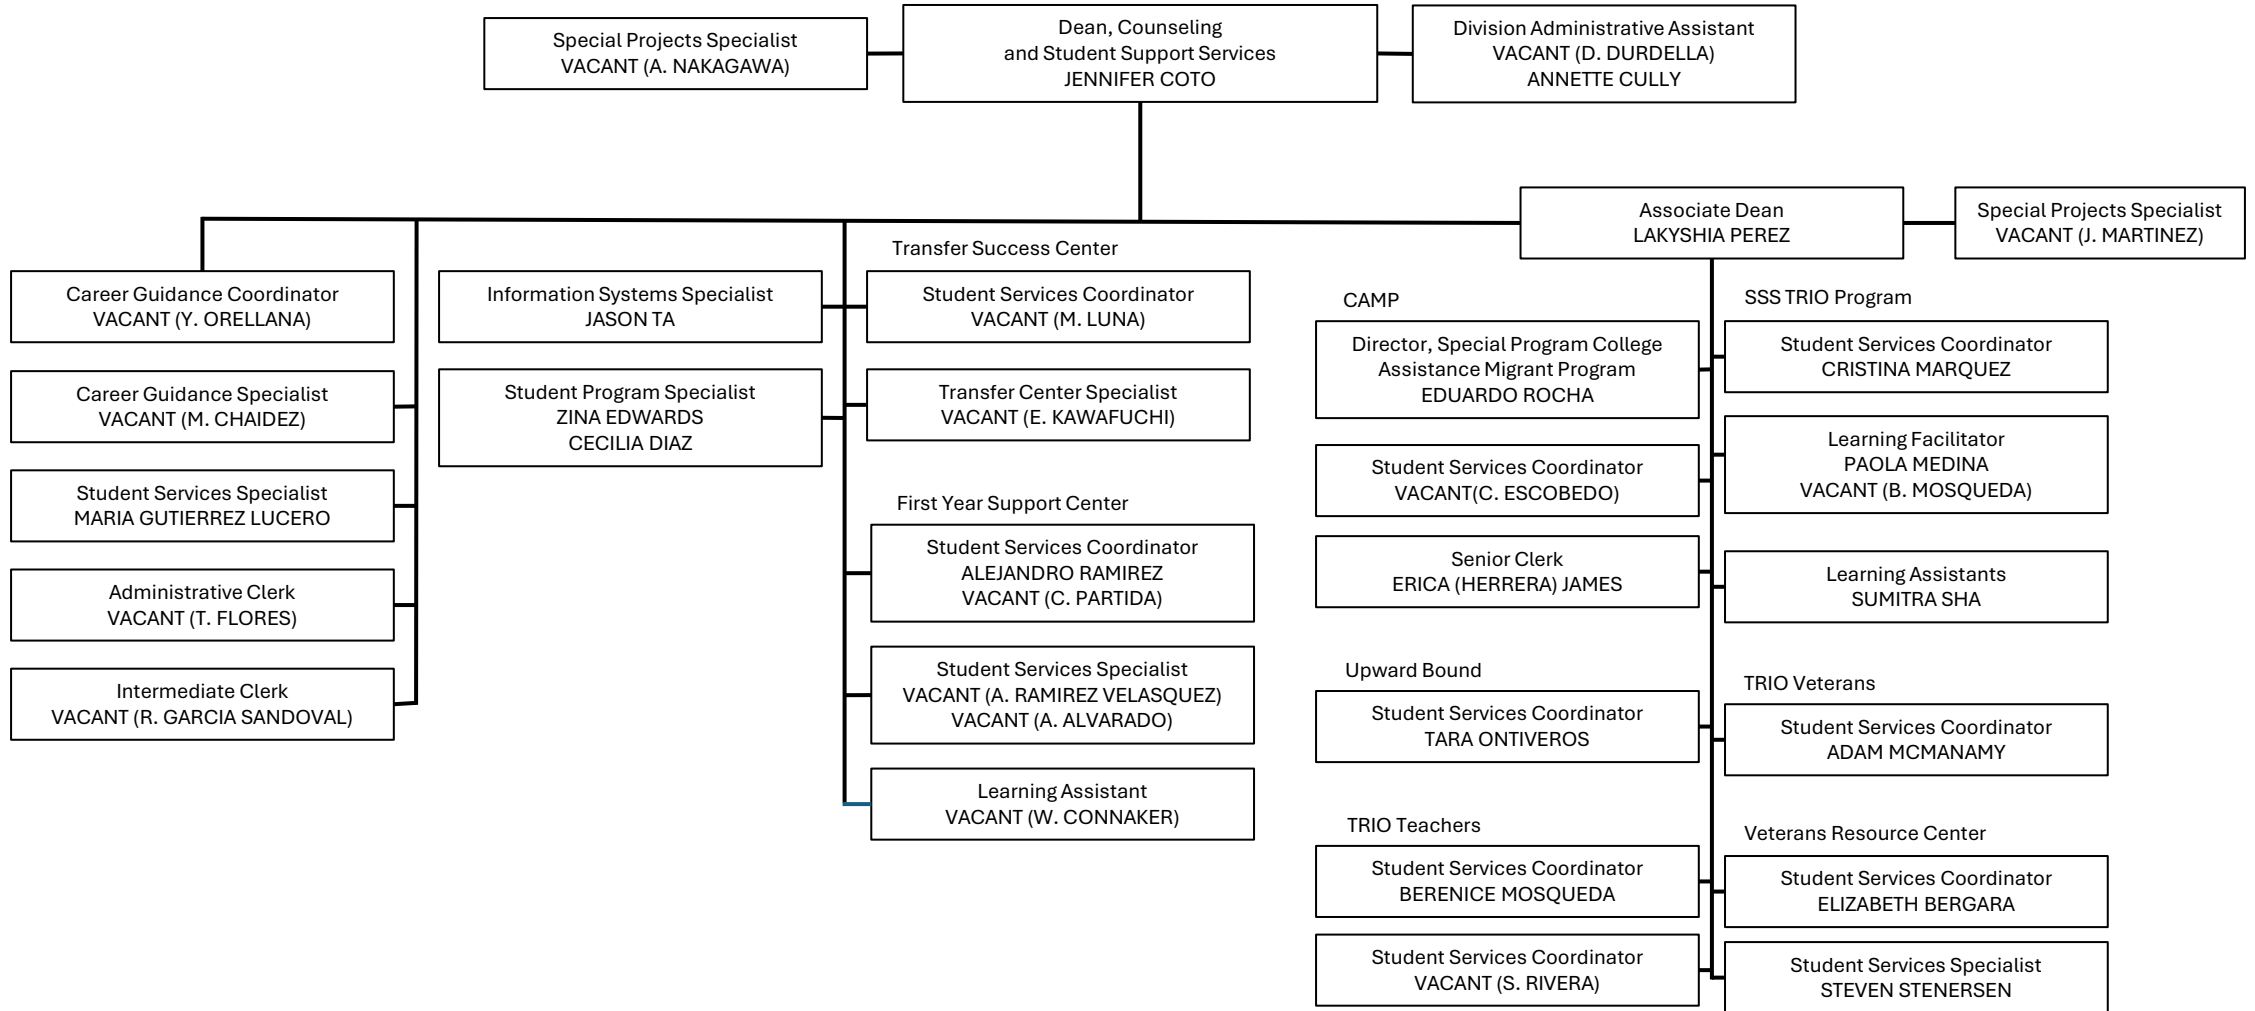 Special Projects Specialist
VACANT (A. NAKAGAWA)
Dean, Counseling
and Student Support Services
JENNIFER COTO
Division Administrative Assistant
VACANT (D. DURDELLA)
ANNETTE CULLY
Associate Dean
LAKYSHIA PEREZ
Special Projects Specialist
VACANT (J. MARTINEZ)
Career Guidance Coordinator
VACANT (Y. ORELLANA)
Career Guidance Specialist
VACANT (M. CHAIDEZ)
Student Services Specialist
MARIA GUTIERREZ LUCERO
Administrative Clerk
VACANT (T. FLORES)
Intermediate Clerk
VACANT (R. GARCIA SANDOVAL)
Information Systems Specialist
JASON TA
Student Program Specialist
ZINA EDWARDS
CECILIA DIAZ
Transfer Success Center
Student Services Coordinator
VACANT (M. LUNA)
Transfer Center Specialist
VACANT (E. KAWAFUCHI)
First Year Support Center
Student Services Coordinator
ALEJANDRO RAMIREZ
VACANT (C. PARTIDA)
Student Services Specialist
VACANT (A. RAMIREZ VELASQUEZ)
VACANT (A. ALVARADO)
Learning Assistant
VACANT (W. CONNAKER)
CAMP
Director, Special Program College
Assistance Migrant Program
EDUARDO ROCHA
Student Services Coordinator
VACANT(C. ESCOBEDO)
Senior Clerk
ERICA (HERRERA) JAMES
Upward Bound
Student Services Coordinator
TARA ONTIVEROS
TRIO Teachers
Student Services Coordinator
BERENICE MOSQUEDA
Student Services Coordinator
VACANT (S. RIVERA)
SSS TRIO Program
Student Services Coordinator
CRISTINA MARQUEZ
Learning Facilitator
PAOLA MEDINA
VACANT (B. MOSQUEDA)
Learning Assistants
SUMITRA SHA
TRIO Veterans
Student Services Coordinator
ADAM MCMANAMY
Veterans Resource Center
Student Services Coordinator
ELIZABETH BERGARA
Student Services Specialist
STEVEN STENERSEN